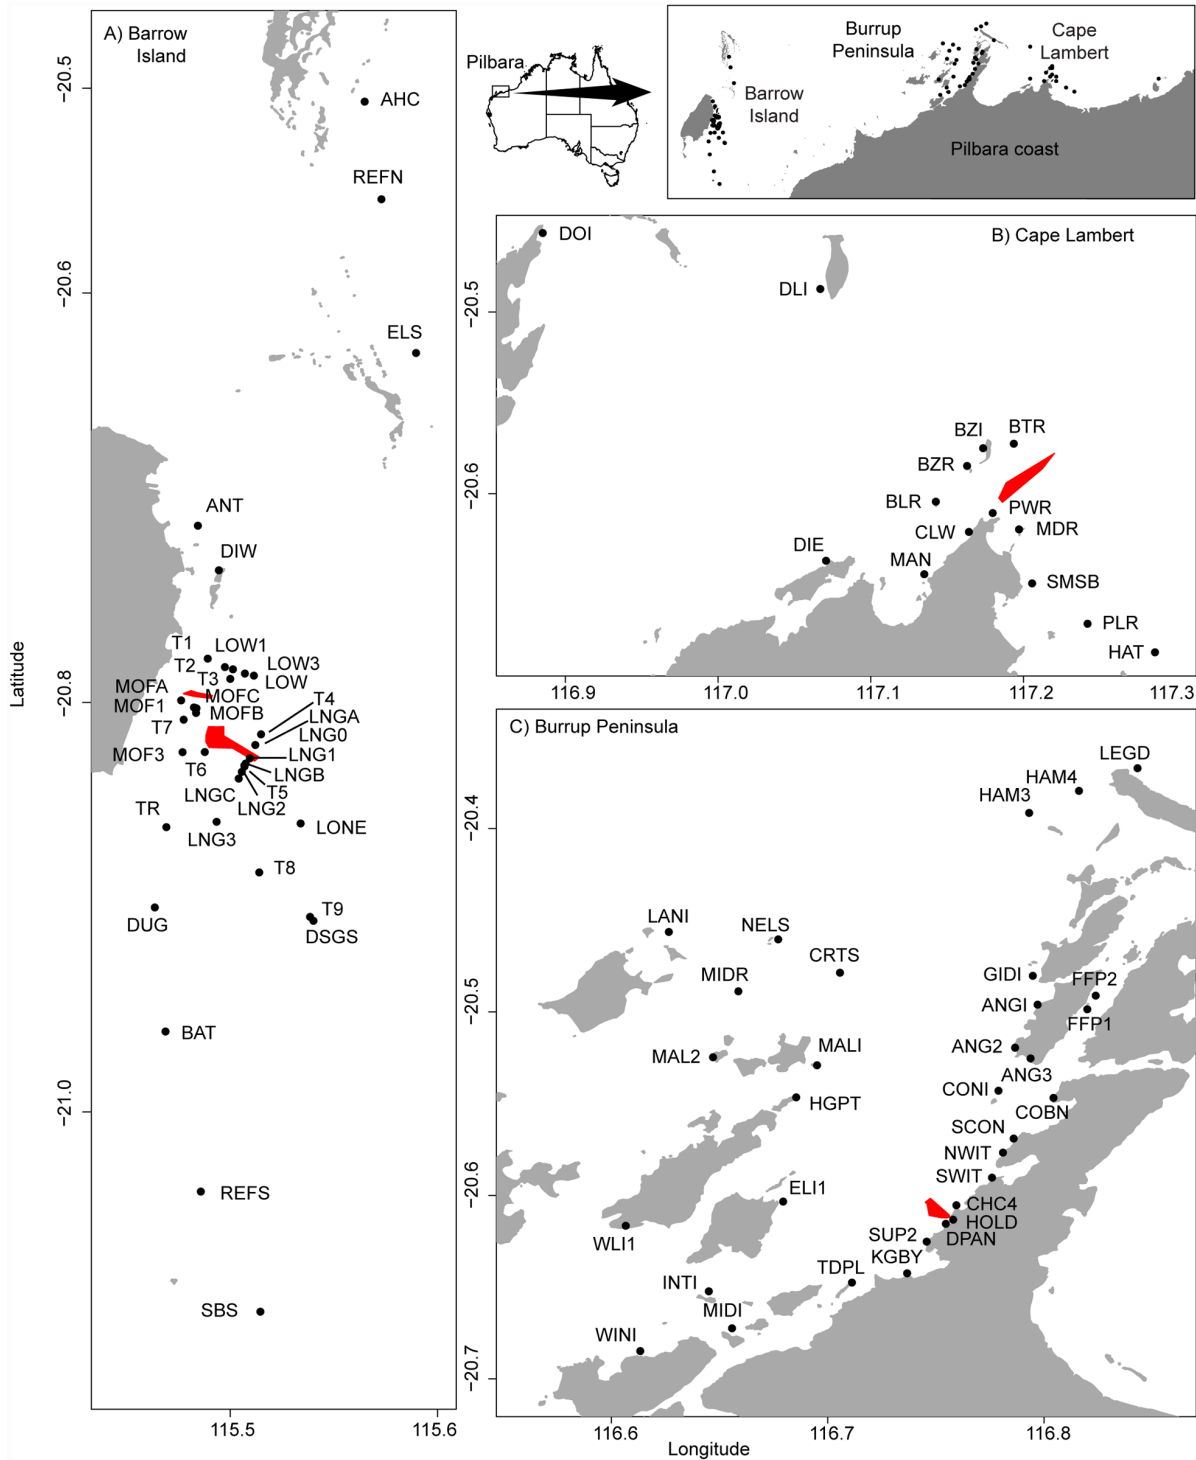 A) Barrow
Island
AHC
REFN
ELS
ANT
DIW
T1
LOW1
T2
LOW3
T3
LOW
MOFA
MOFC
MOF1
MOFB
T4
T7
LNGA
LNG0
MOF3
LNG1
T6
LNGB
LNGC
T5
LNG2
TR
LNG3
LONE
T8
T9
DUG
DSGS
BAT
REFS
SBS
−20.5
−20.6
−20.8
−21.0
Latitude
115.5
115.6
Pilbara
Burrup
Peninsula
Cape
Lambert
Barrow
Island
Pilbara coast
B) Cape Lambert
DOI
DLI
BZI
BTR
BZR
BLR
PWR
CLW
MDR
DIE
MAN
SMSB
PLR
HAT
−20.5
−20.6
116.9
117.0
117.1
117.2
117.3
C) Burrup Peninsula
LEGD
HAM4
HAM3
LANI
NELS
CRTS
MIDR
GIDI
FFP2
ANGI
FFP1
MAL2
MALI
ANG2
ANG3
CONI
HGPT
COBN
SCON
NWIT
SWIT
ELI1
CHC4
HOLD
WLI1
SUP2
DPAN
KGBY
TDPL
INTI
MIDI
WINI
−20.4
−20.5
−20.6
−20.7
116.6
116.7
116.8
Longitude